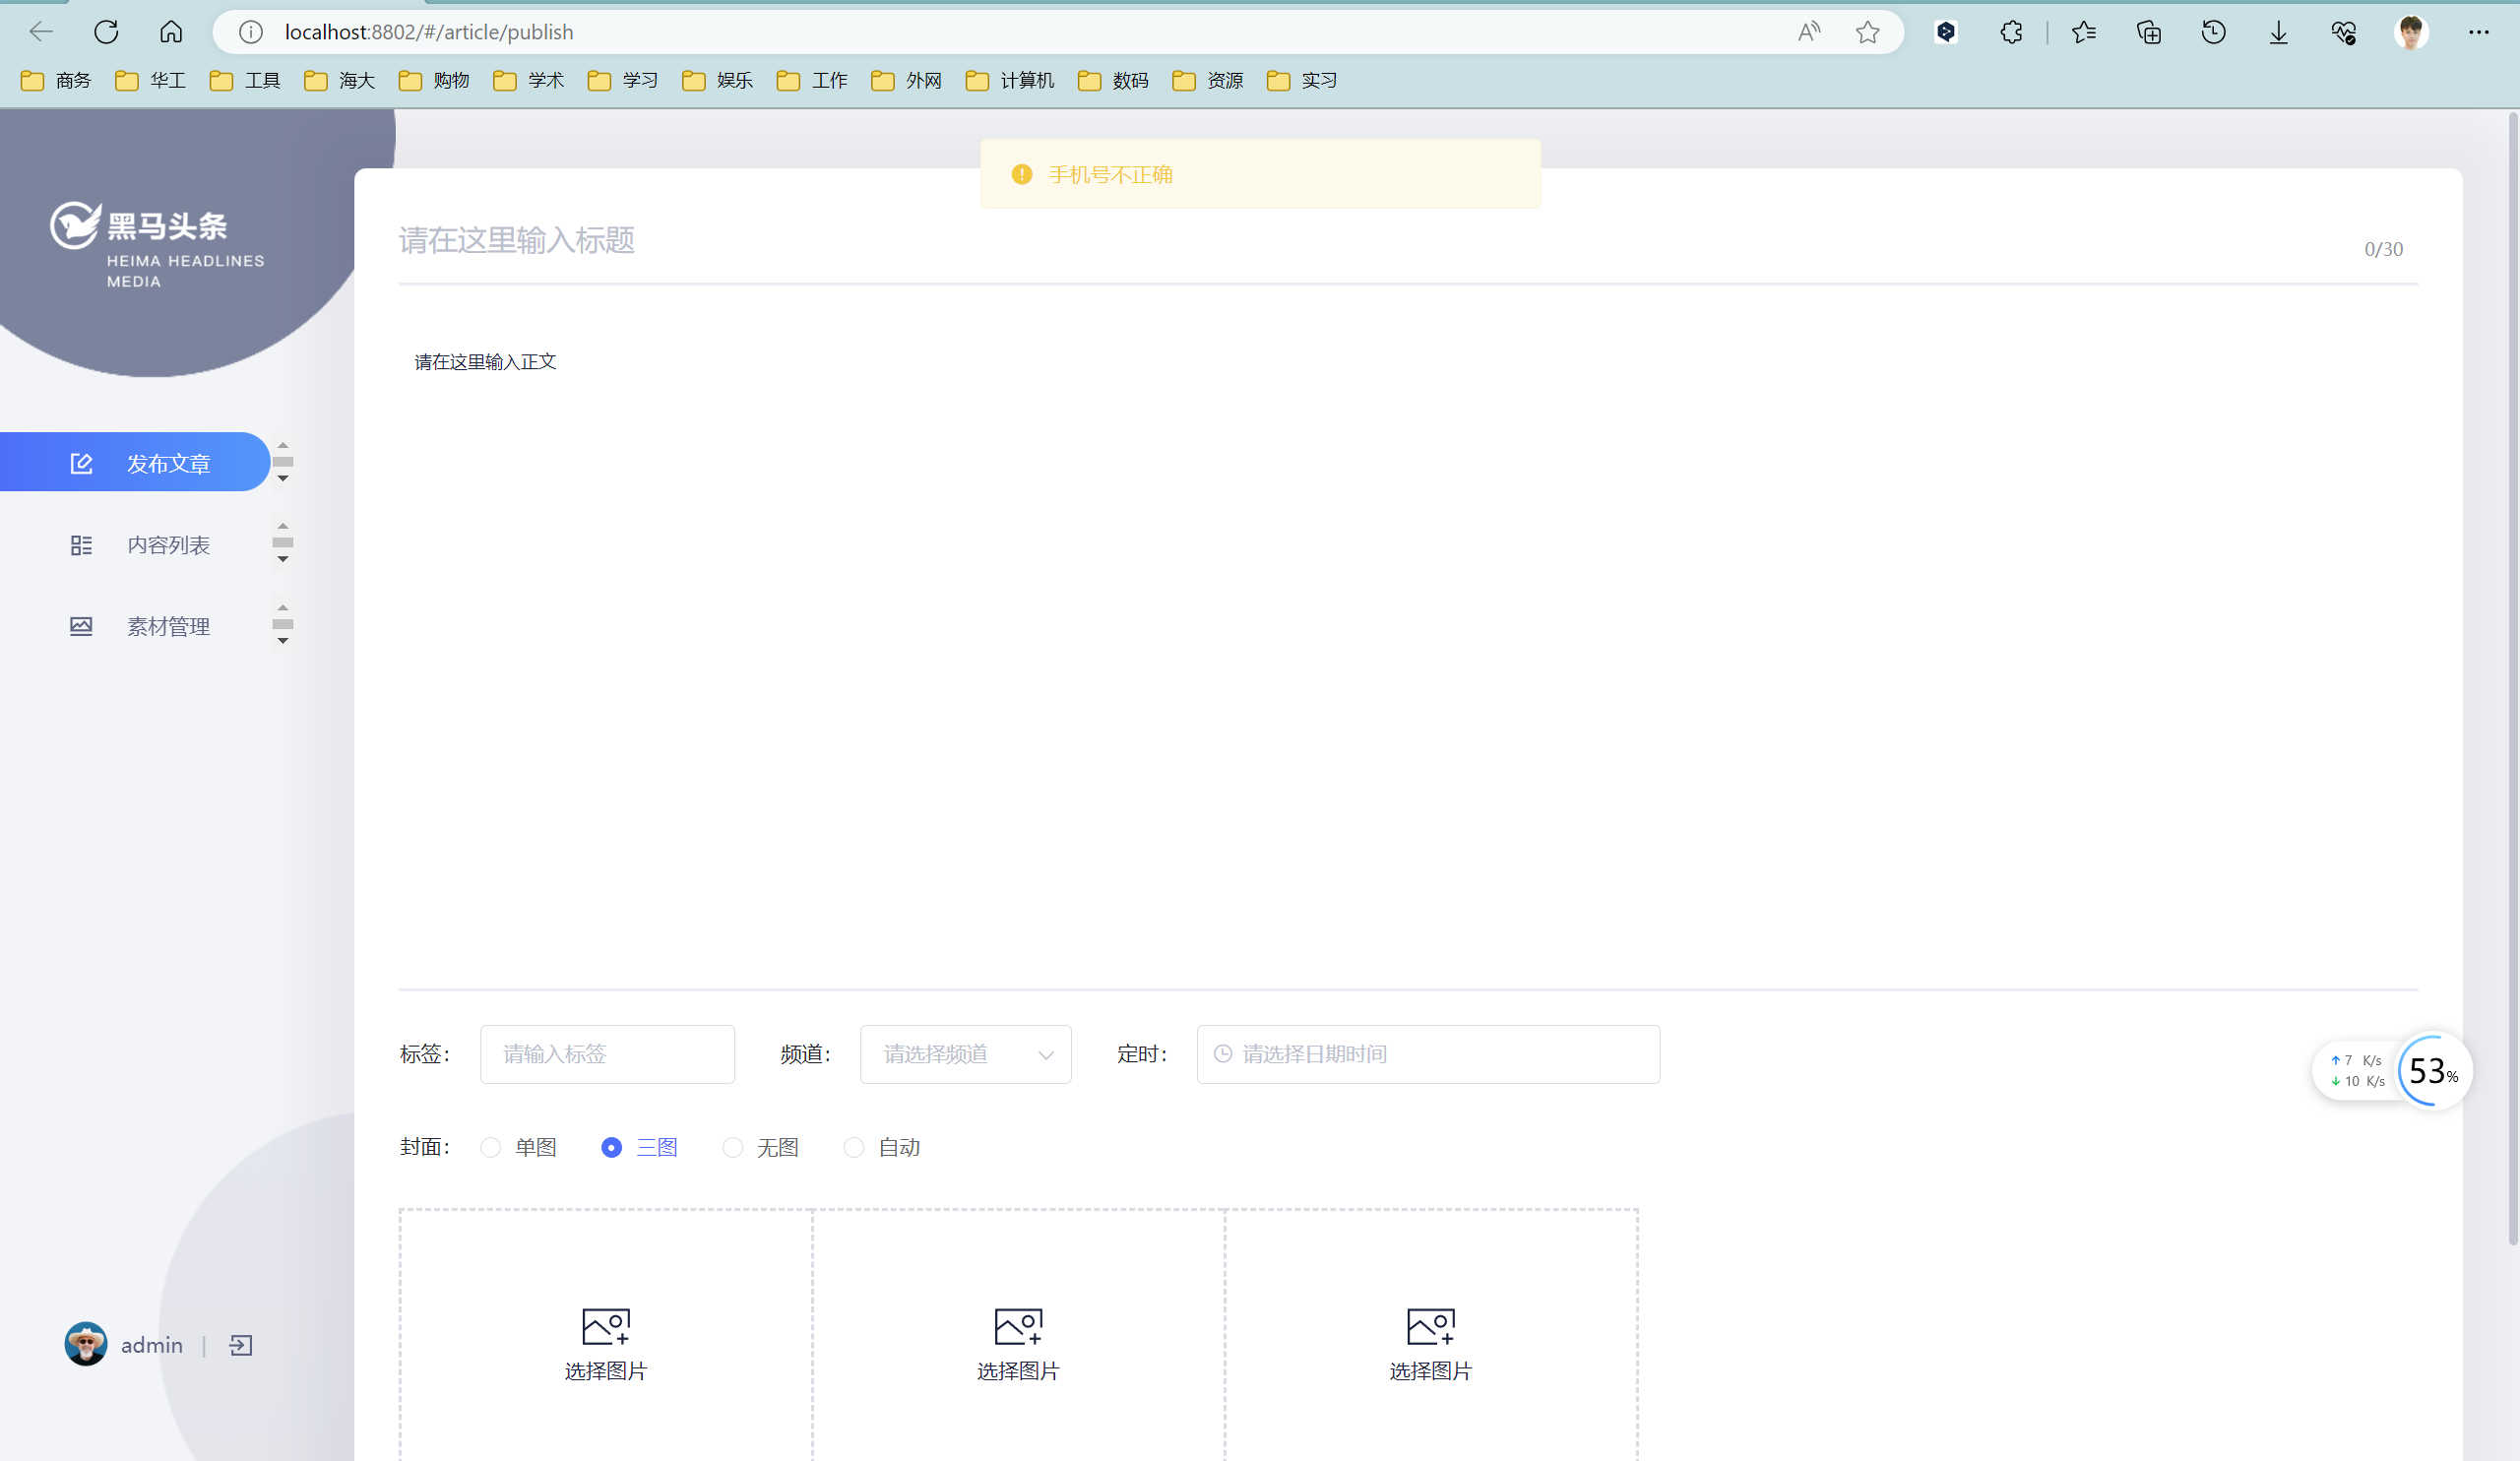 localhost:8802/#/article/publish
商务 华工 工具 海大 购物 学术 学习 娱乐 工作 外网 计算机 数码 资源 实习
手机号不正确
黑马头条
HEIMA HEADLINES
MEDIA
请在这里输入标题
0/30
请在这里输入正文
发布文章
内容列表
素材管理
标签： 请输入标签 频道： 请选择频道 定时： 请选择日期时间
↑ 7 K/s
↓ 10 K/s
53%
封面： 单图 三图 无图 自动
选择图片 选择图片 选择图片
admin |